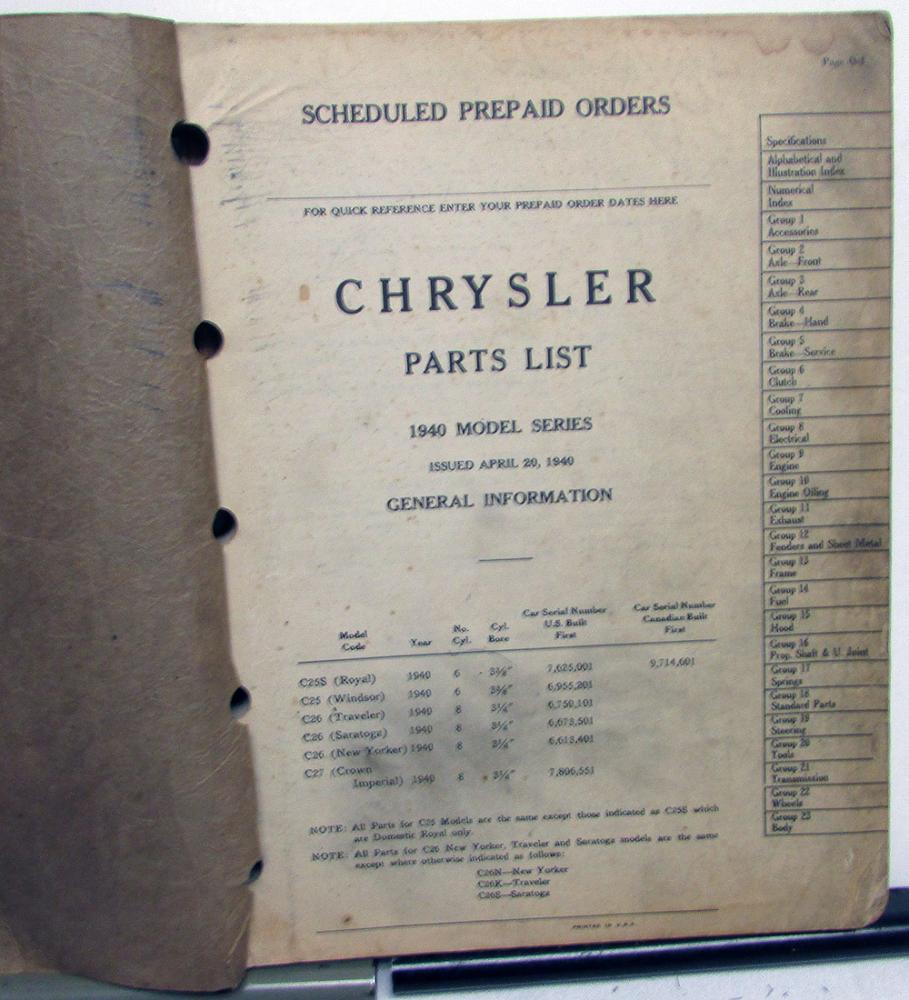 SCHEDULED PREPAID ORDERS
FOR QUICK REFERENCE ENTER YOUR PREPAID ORDER DATES HERE
CHRYSLER
PARTS LIST
1940 MODEL SERIES
ISSUED APRIL 20, 1940
GENERAL INFORMATION
Model Code Year No. Cyl. Cyl. Bore Car Serial Number U.S. Built First Car Serial Number Canadian Built First
C25S (Royal) 1940 6 7,625,001 9,714,601
C25 (Windsor) 1940 6 6,955,201
C26 (Traveler) 1940 8 3¼" 6,750,101
C26 (Saratoga) 1940 8 3¼" 6,673,501
C26 (New Yorker) 1940 8 3¼" 6,613,401
C27 (Crown
Imperial) 1940 8 3¼" 7,806,551
NOTE: All Parts for C25 Models are the same except those indicated as C25S which
are Domestic Royal only.
NOTE: All Parts for C26 New Yorker, Traveler and Saratoga models are the same
except where otherwise indicated as follows:
C26N—New Yorker
C26K—Traveler
C26S—Saratoga
PRINTED IN U.S.A.
Page
Specifications
Alphabetical and
Illustration Index
Numerical
Index
Group 1
Accessories
Group 2
Axle—Front
Group 3
Axle—Rear
Group 4
Brake—Hand
Group 5
Brake—Service
Group 6
Clutch
Group 7
Cooling
Group 8
Electrical
Group 9
Engine
Group 10
Engine Oiling
Group 11
Exhaust
Group 12
Fenders and Sheet Metal
Group 13
Frame
Group 14
Fuel
Group 15
Hood
Group 16
Prop. Shaft & U. Joint
Group 17
Springs
Group 18
Standard Parts
Group 19
Steering
Group 20
Tools
Group 21
Transmission
Group 22
Wheels
Group 23
Body